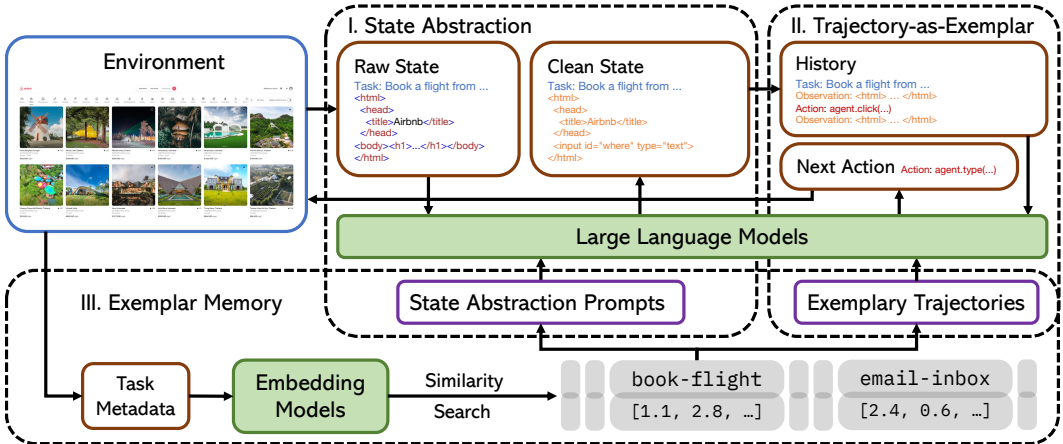 I. State Abstraction
II. Trajectory-as-Exemplar
Environment
Raw State
Task: Book a flight from ...
<html>
<head>
<title>Airbnb</title>
</head>
<body><h1>...</h1></body>
</html>
Clean State
Task: Book a flight from ...
<html>
<head>
<title>Airbnb</title>
</head>
<input id="where" type="text">
</html>
History
Task: Book a flight from ...
Observation: <html> ... </html>
Action: agent.click(...)
Observation: <html> ... </html>
Next Action Action: agent.type(...)
Large Language Models
III. Exemplar Memory
State Abstraction Prompts
Exemplary Trajectories
Task
Metadata
Embedding
Models
Similarity
Search
book-flight
[1.1, 2.8, …]
email-inbox
[2.4, 0.6, …]